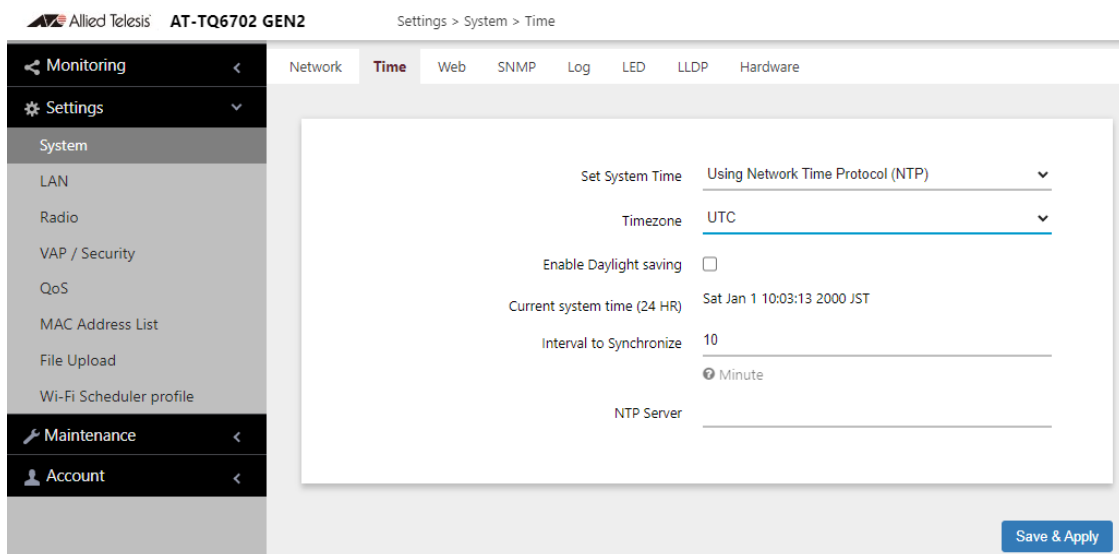 Allied Telesis AT-TQ6702 GEN2 Settings > System > Time
Monitoring
Settings
System
LAN
Radio
VAP / Security
QoS
MAC Address List
File Upload
Wi-Fi Scheduler profile
Maintenance
Account
Network Time Web SNMP Log LED LLDP Hardware
Set System Time Using Network Time Protocol (NTP)
Timezone UTC
Enable Daylight saving
Current system time (24 HR) Sat Jan 1 10:03:13 2000 JST
Interval to Synchronize 10
Minute
NTP Server
Save & Apply